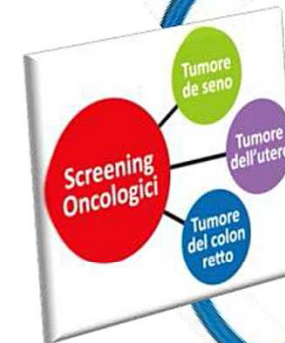 Tumore
de seno
Screening
Oncologici
Tumore
dell'utero
Tumore
del colon
retto